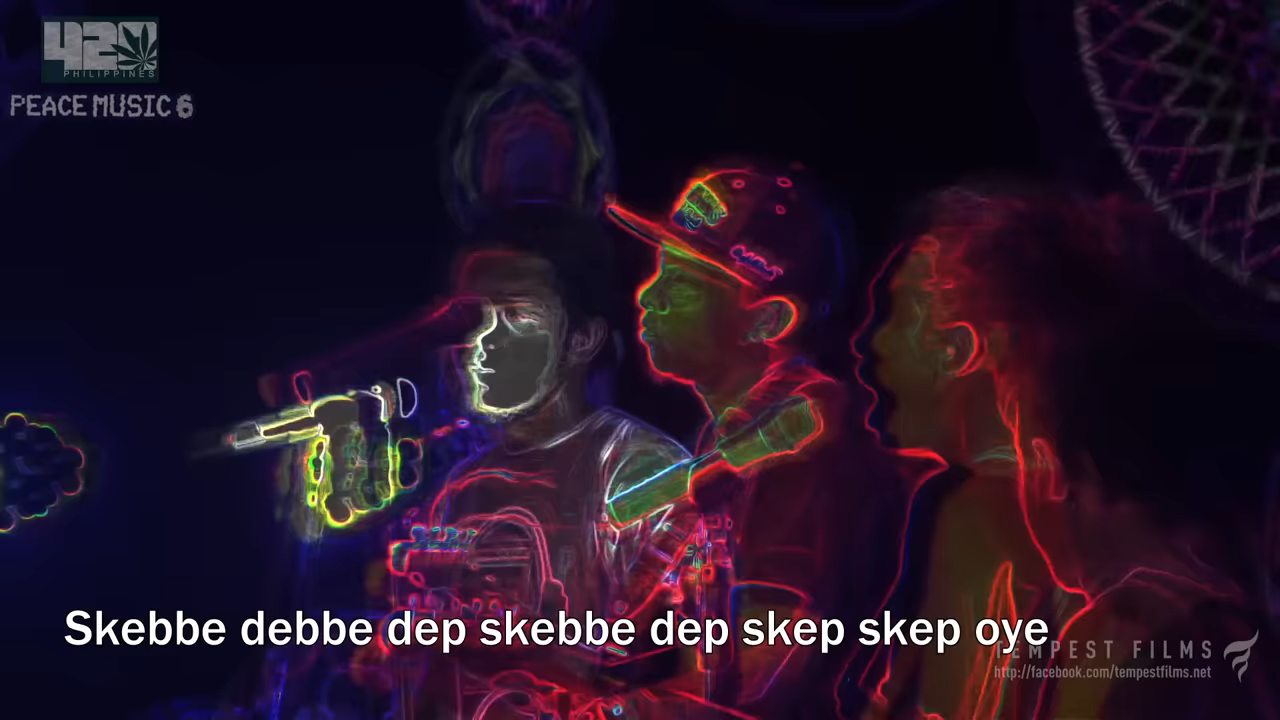 420
PHILIPPINES
PEACE MUSIC 6
Skebbe debbe dep skebbe dep skep skep oye
TEMPEST FILMS
http://facebook.com/tempestfilms.net